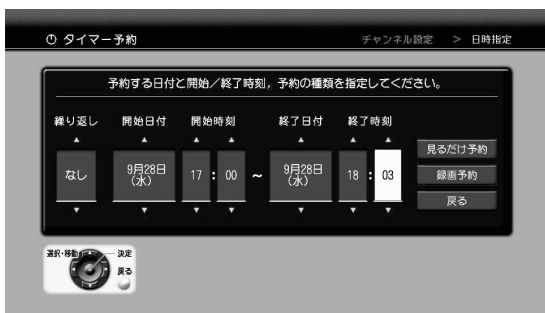 タイマー予約
チャンネル設定 > 日時指定
予約する日付と開始／終了時刻，予約の種類を指定してください。
繰り返し 開始日付 開始時刻 終了日付 終了時刻
なし 9月28日（水） 17 : 00 ～ 9月28日（水） 18 : 03
見るだけ予約
録画予約
戻る
選択・移動 決定
戻る